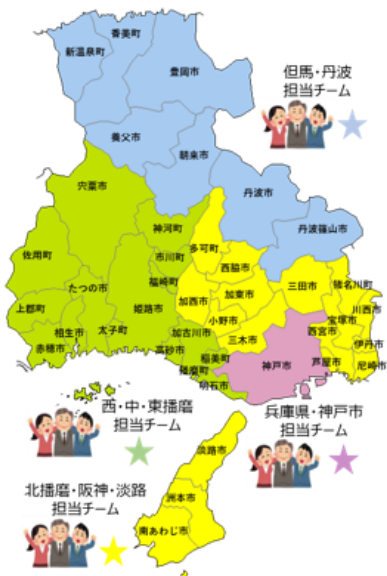 香美町
新温泉町
豊岡市
但馬・丹波
担当チーム
養父市
朝来市
宍粟市
丹波市
丹波篠山市
神河町
多可町
佐用町
市川町
西脇市
たつの市
福崎町
三田市
猪名川町
加西市
加東市
上郡町
姫路市
川西市
小野市
宝塚市
相生市
太子町
加古川市
西宮市
三木市
伊丹市
赤穂市
高砂市
稲美町
神戸市
芦屋市
尼崎市
播磨町
明石市
西・中・東播磨
担当チーム
兵庫県・神戸市
担当チーム
淡路市
北播磨・阪神・淡路
担当チーム
洲本市
南あわじ市